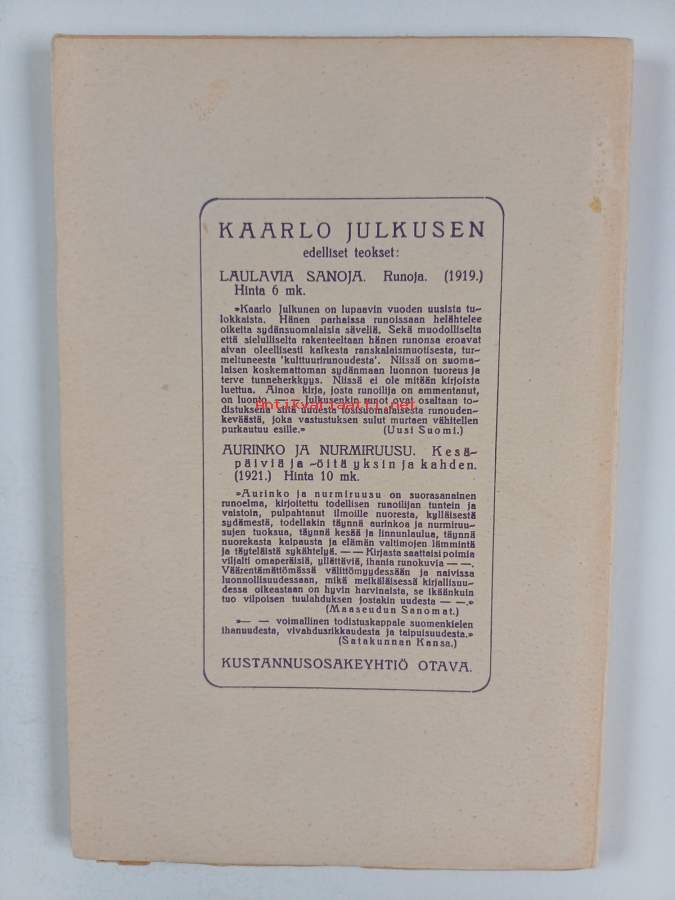 KAARLO JULKUSEN
edelliset teokset:
LAULAVIA SANOJA. Runoja. (1919.)
Hinta 6 mk.
»Kaarlo Julkunen on lupaavin vuoden uusista tu-
lokkaista. Hänen parhaissa runoissaan helähtelee
oikeita sydänsuomalaisia säveliä. Sekä muodolliselta
että sielulliselta rakenteeltaan hänen runonsa eroavat
aivan oleellisesti kaikesta ranskalaismuotisesta, tur-
meltuneesta 'kulttuurirunoudesta'. Niissä on suoma-
laisen koskemattoman sydänmaan luonnon tuoreus ja
terve tunneherkkyys. Niissä ei ole mitään kirjoista
luettua. Ainoa kirja, josta runoilija on ammentanut,
on luonto. — — Julkusenkin runot ovat osaltaan to-
distuksena siitä uudesta tosisuomalaisesta runouden-
keväästä, joka vastustuksen sulut murtaen vähitellen
purkautuu esille.» (Uusi Suomi.)
antikvariaatti.net
AURINKO JA NURMIRUUSU. Kesä-
päiviä ja -öitä yksin ja kahden.
(1921.) Hinta 10 mk.
»Aurinko ja nurmiruusu on suorasanainen
runoelma, kirjoitettu todellisen runoilijan tuntein ja
vaistoin, pulpahtanut ilmoille nuoresta, kylläisestä
sydämestä, todellakin täynnä aurinkoa ja nurmiruu-
sujen tuoksua, täynnä kesää ja linnunlaulua, täynnä
nuorekasta kaipausta ja elämän valtimojen lämmintä
ja täyteläistä sykähtelyä. — — Kirjasta saattaisi poimia
viljalti omaperäisiä, yllättäviä, ihania runokuvia — —.
Väärentämättömässä välittömyydessään ja naivissa
luonnollisuudessaan, mikä meikäläisessä kirjallisuu-
dessa oikeastaan on hyvin harvinaista, se ikäänkuin
tuo vilpoisen tuulahduksen jostakin uudesta — —.»
(Maaseudun Sanomat.)
»— — voimallinen todistuskappale suomenkielen
ihanuudesta, vivahdusrikkaudesta ja taipuisuudesta.»
(Satakunnan Kansa.)
KUSTANNUSOSAKEYHTIÖ OTAVA.